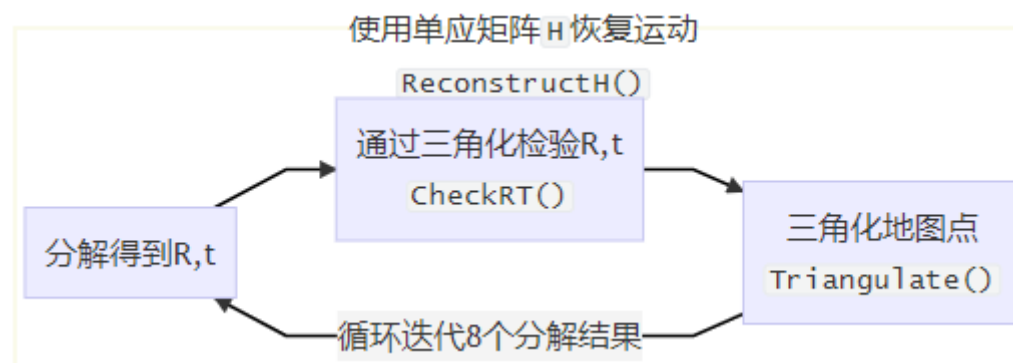 使用单应矩阵H恢复运动
ReconstructH()
通过三角化检验R,t
CheckRT()
分解得到R,t
三角化地图点
Triangulate()
循环迭代8个分解结果